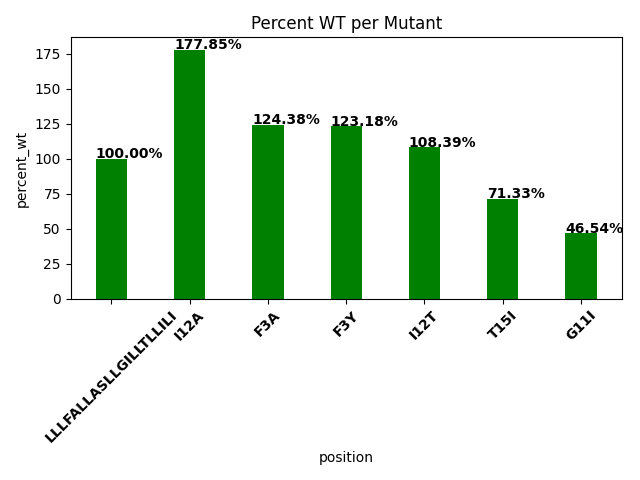 Percent WT per Mutant
percent_wt
175
150
125
100
75
50
25
0
100.00%
177.85%
124.38%
123.18%
108.39%
71.33%
46.54%
LLLFALLASLLGILLTLLILI
I12A
F3A
F3Y
I12T
T15I
G11I
position